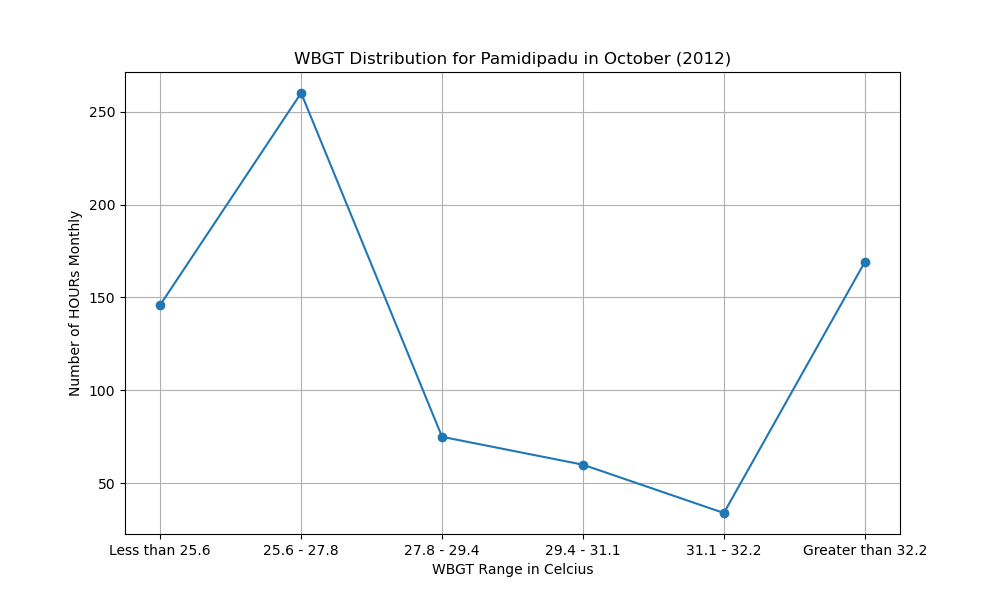 WBGT Distribution for Pamidipadu in October (2012)
Number of HOURs Monthly
250
200
150
100
50
Less than 25.6
25.6 - 27.8
27.8 - 29.4
29.4 - 31.1
31.1 - 32.2
Greater than 32.2
WBGT Range in Celcius